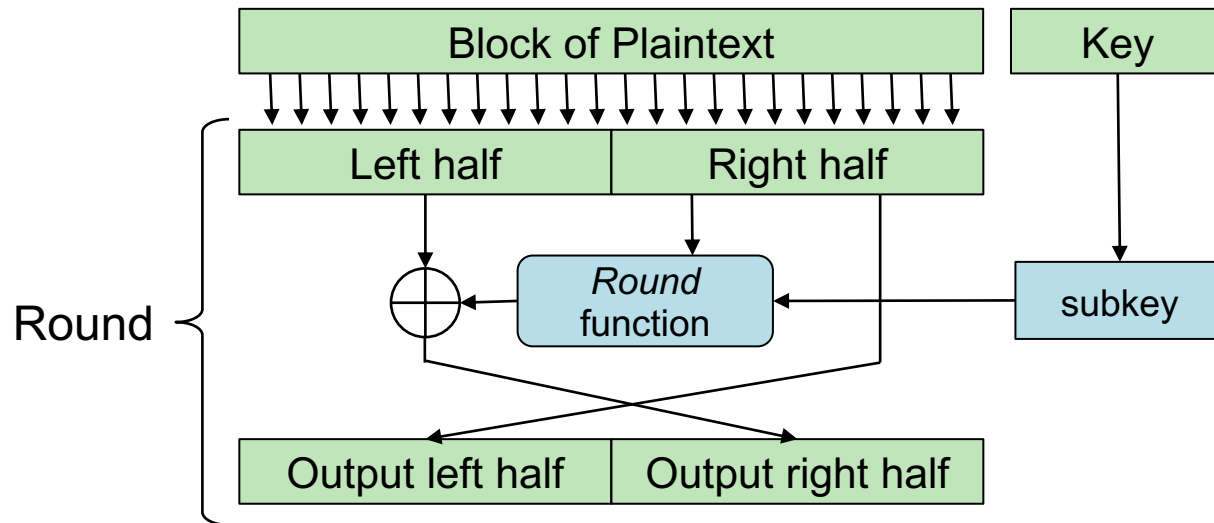 Block of Plaintext
Key
Left half
Right half
Round
Round
function
subkey
Output left half
Output right half